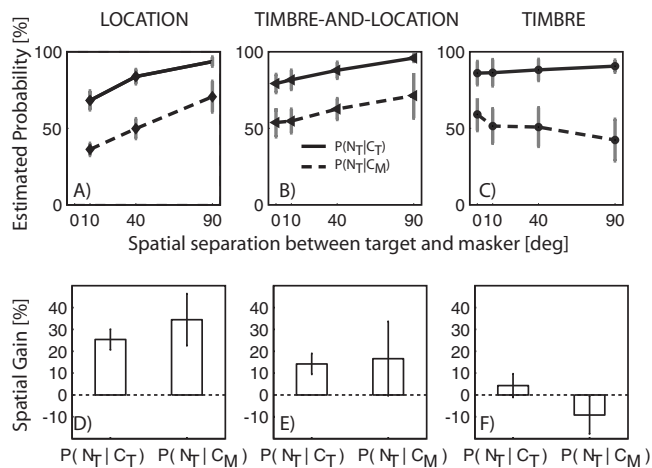 LOCATION TIMBRE-AND-LOCATION TIMBRE
Estimated Probability [%]
100
50
0
A)
010 40 90
100
50
0
P(NT|CT)
P(NT|CM)
B)
010 40 90
100
50
0
C)
010 40 90
Spatial separation between target and masker [deg]
Spatial Gain [%]
40
30
20
10
0
-10
D)
P( NT | CT) P( NT | CM)
40
30
20
10
0
-10
E)
P( NT | CT) P( NT | CM)
40
30
20
10
0
-10
F)
P( NT | CT) P( NT | CM)